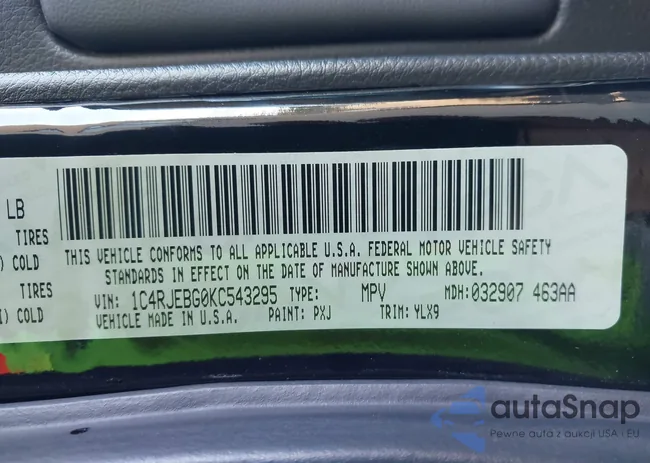 LB
TIRES
) COLD
TIRES
I) COLD
THIS VEHICLE CONFORMS TO ALL APPLICABLE U.S.A. FEDERAL MOTOR VEHICLE SAFETY
STANDARDS IN EFFECT ON THE DATE OF MANUFACTURE SHOWN ABOVE.
VIN: 1C4RJEBG0KC543295 TYPE: MPV MDH:032907 463AA
VEHICLE MADE IN U.S.A. PAINT: PXJ TRIM:YLX9
autaSnap
Pewne auta z aukcji USA i EU